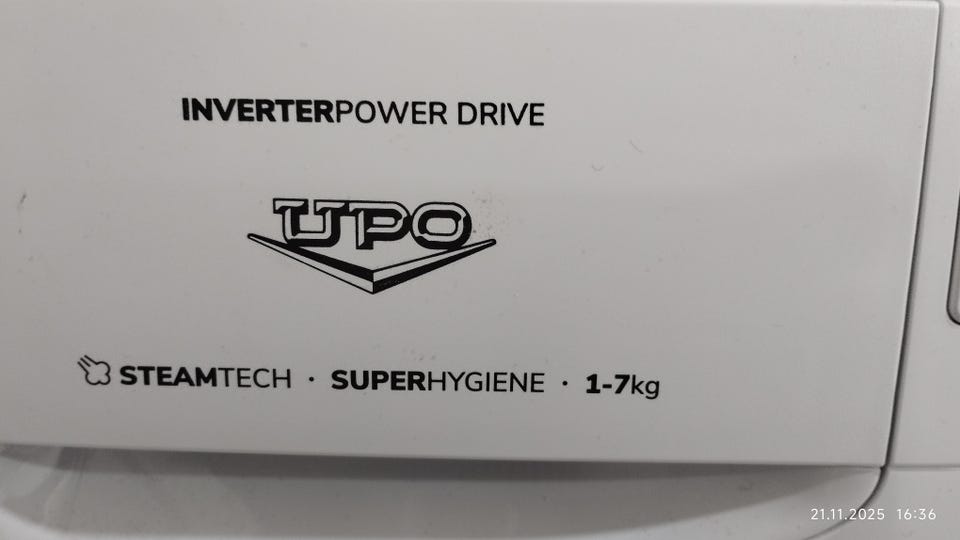 INVERTERPOWER DRIVE
UPO
STEAMTECH · SUPERHYGIENE · 1-7kg
21.11.2025 16:36